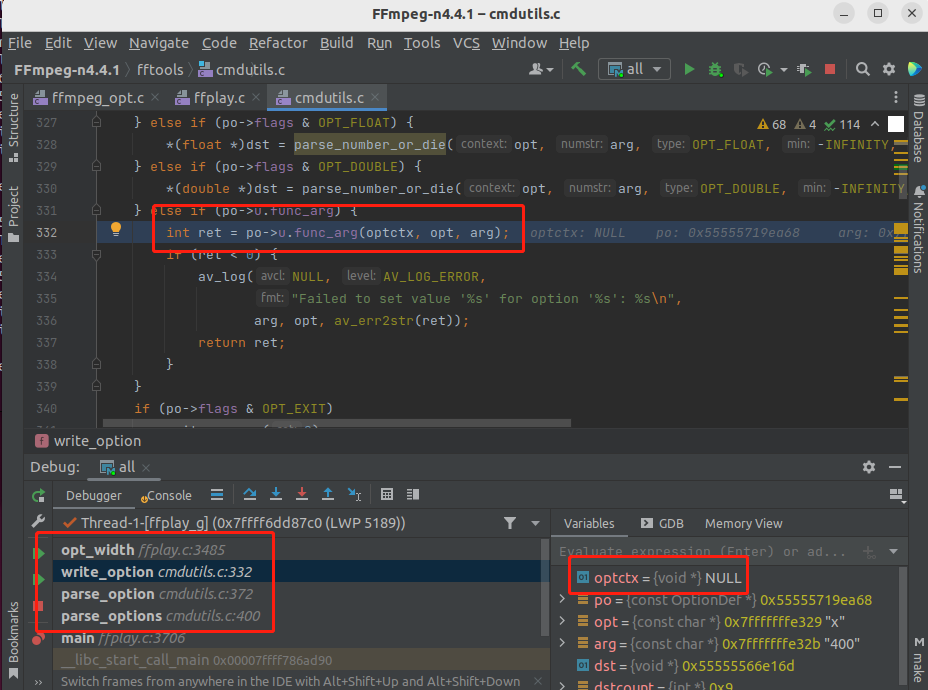 FFmpeg-n4.4.1 – cmdutils.c
File Edit View Navigate Code Refactor Build Run Tools VCS Window Help
FFmpeg-n4.4.1 fftools cmdutils.c all
ffmpeg_opt.c ffplay.c cmdutils.c
Structure
Project
Bookmarks
Database
Notifications
make
68 4 114
327 } else if (po->flags & OPT_FLOAT) {
328 *(float *)dst = parse_number_or_die( context: opt, numstr: arg, type: OPT_FLOAT, min: -INFINITY,
329 } else if (po->flags & OPT_DOUBLE) {
330 *(double *)dst = parse_number_or_die( context: opt, numstr: arg, type: OPT_DOUBLE, min: -INFINITY
331 } else if (po->u.func_arg) {
332 int ret = po->u.func_arg(optctx, opt, arg); optctx: NULL po: 0x55555719ea68 arg: 0x
333 if (ret < 0) {
334 av_log( avcl: NULL, level: AV_LOG_ERROR,
335 fmt: "Failed to set value '%s' for option '%s': %s\n",
336 arg, opt, av_err2str(ret));
337 return ret;
338 }
339 }
340 if (po->flags & OPT_EXIT)
f write_option
Debug: all
Debugger Console
Thread-1-[ffplay_g] (0x7ffff6dd87c0 (LWP 5189))
opt_width ffplay.c:3485
write_option cmdutils.c:332
parse_option cmdutils.c:372
parse_options cmdutils.c:400
main ffplay.c:3706
__libc_start_call_main 0x00007ffff786ad90
Switch frames from anywhere in the IDE with Alt+Shift+Up and Alt+Shift+Down
Variables GDB Memory View
Evaluate expression (Enter) or ad...
optctx = {void *} NULL
po = {const OptionDef *} 0x55555719ea68
opt = {const char *} 0x7fffffffe329 "x"
arg = {const char *} 0x7fffffffe32b "400"
dst = {void *} 0x55555566e16d
dstcount = {int *} 0x9